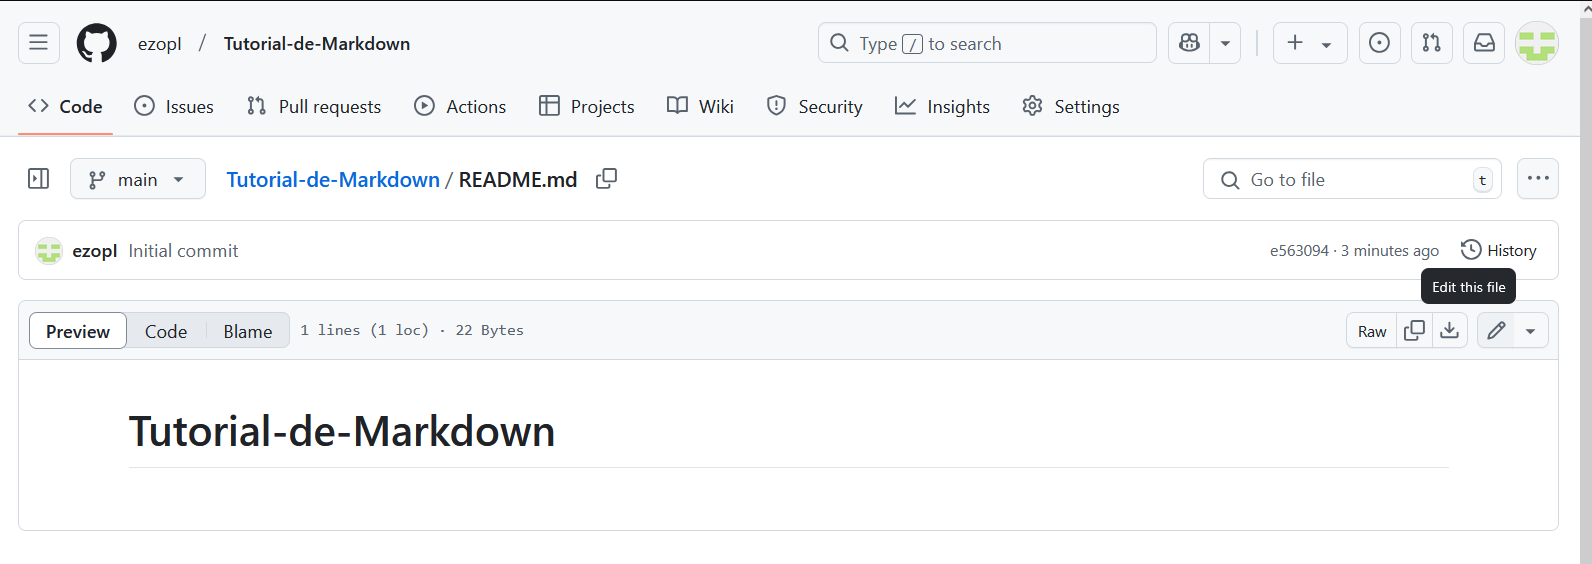 ezopl / Tutorial-de-Markdown
Type / to search
Code Issues Pull requests Actions Projects Wiki Security Insights Settings
main Tutorial-de-Markdown / README.md
Go to file t
ezopl Initial commit
e563094 · 3 minutes ago History
Edit this file
Preview Code Blame 1 lines (1 loc) · 22 Bytes
Raw
Tutorial-de-Markdown